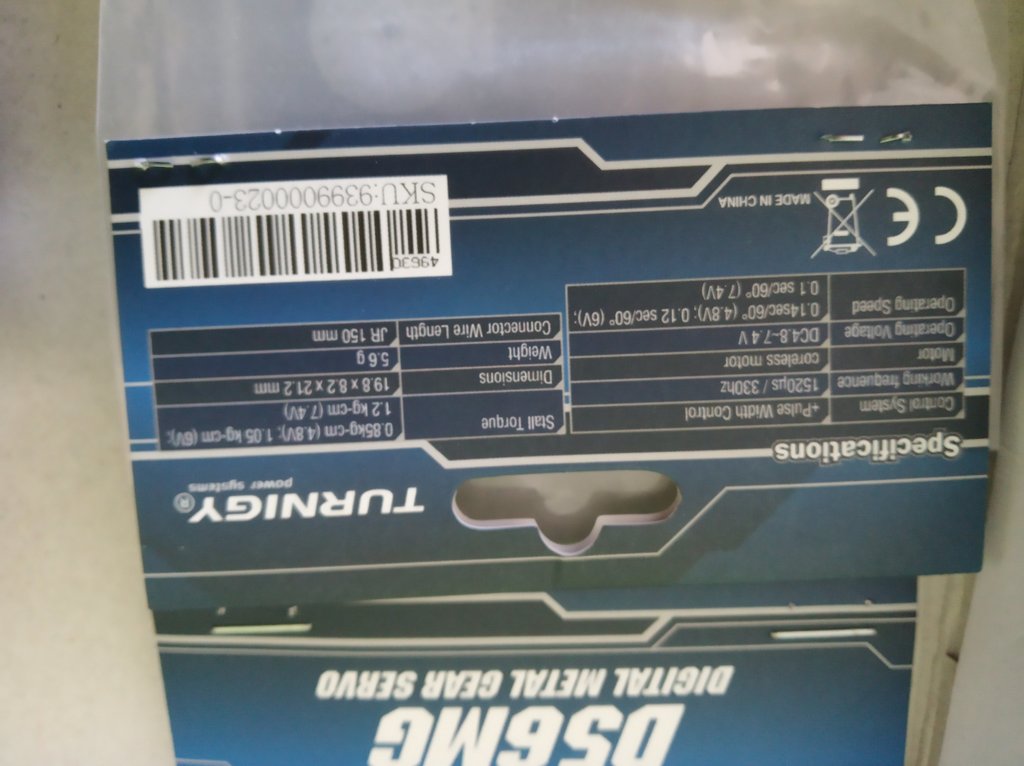 DS6MG
DIGITAL METAL GEAR SERVO
TURNIGY®
power systems
Specifications
Control System +Pulse Width Control
Working frequence 1520μs / 330hz
Motor coreless motor
Operating Voltage DC4.8~7.4 V
Operating Speed 0.14sec/60° (4.8V); 0.12 sec/60° (6V);
0.1 sec/60° (7.4V)
Stall Torque 0.85kg-cm (4.8V); 1.05 kg-cm (6V);
1.2 kg-cm (7.4V)
Dimensions 19.8 x 8.2 x 21.2 mm
Weight 5.6 g
Connector Wire Length JR 150 mm
CE
MADE IN CHINA
49630
SKU:9399000023-0